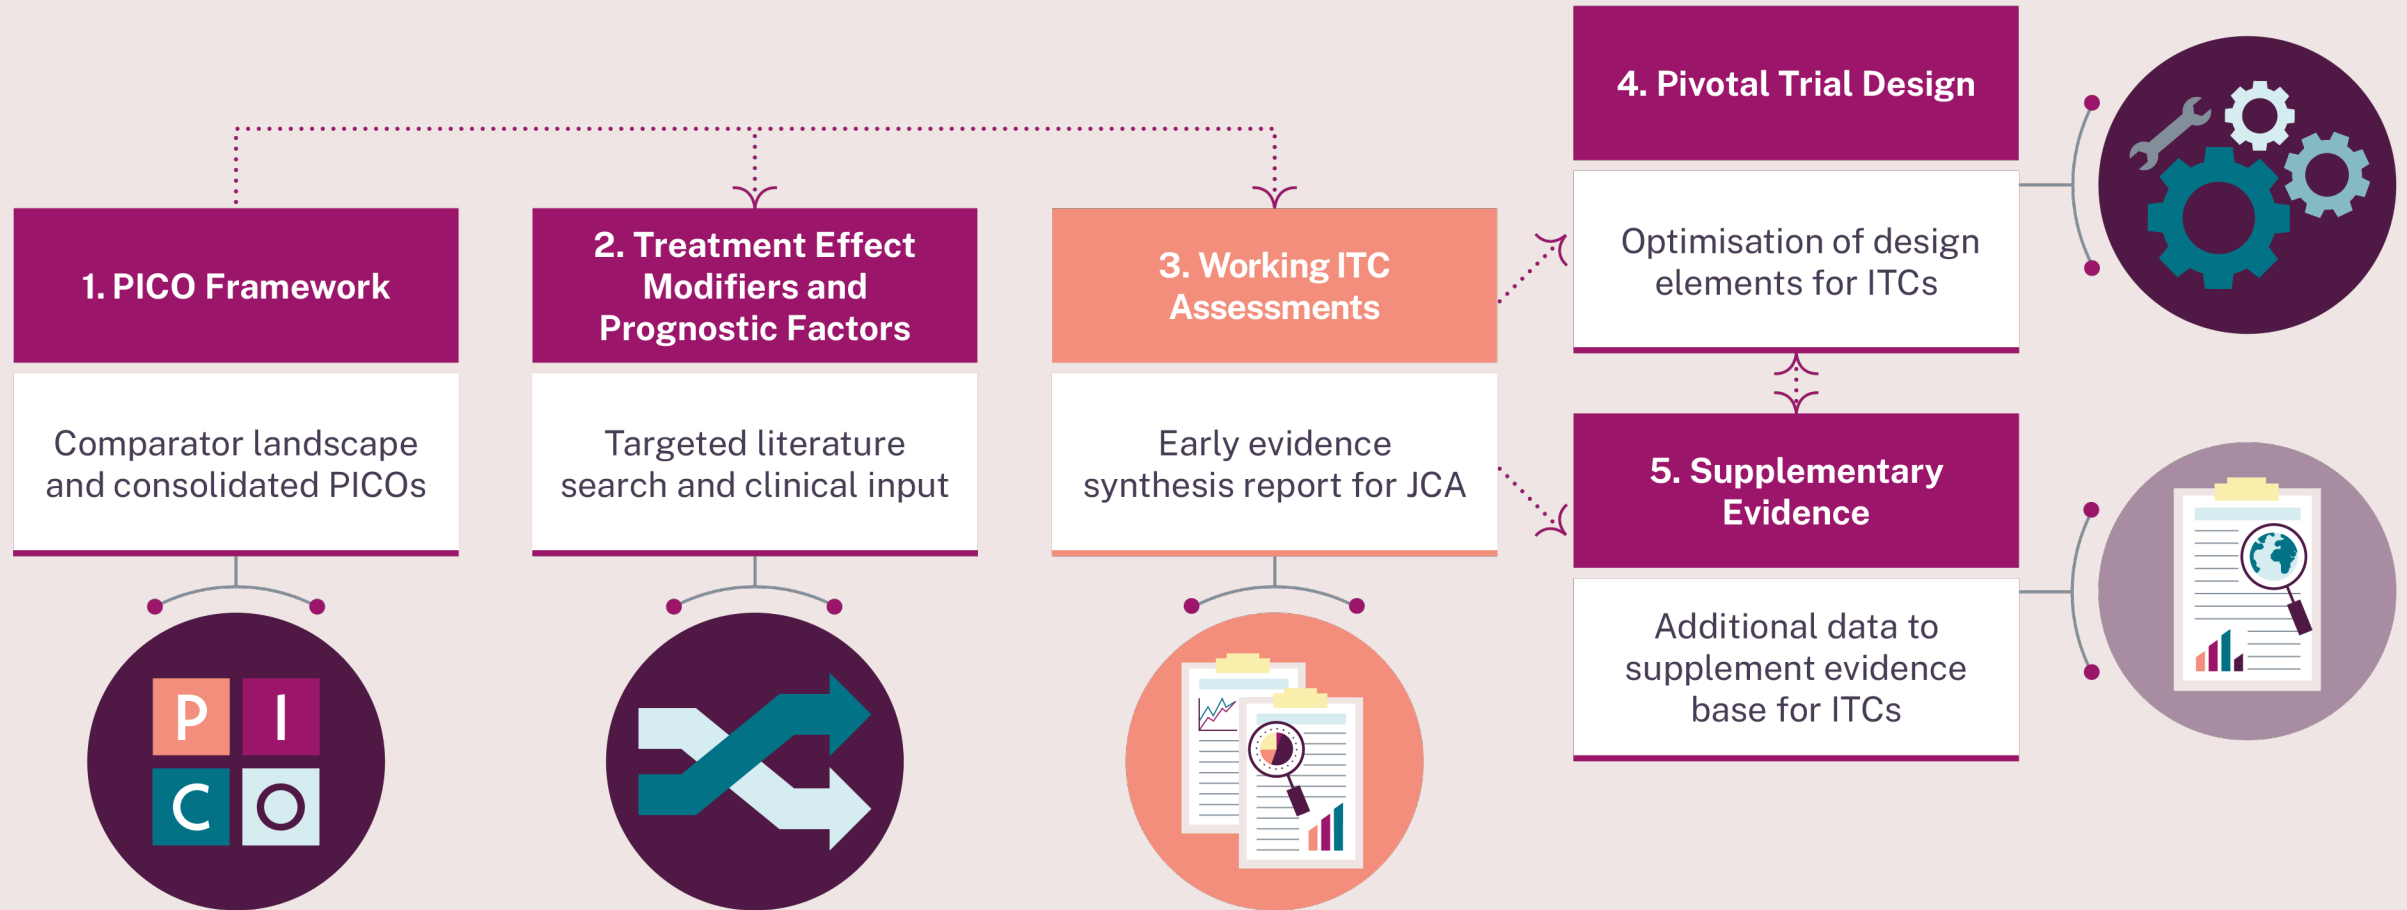 1. PICO Framework
Comparator landscape
and consolidated PICOs
P I
C O
2. Treatment Effect
Modifiers and
Prognostic Factors
Targeted literature
search and clinical input
3. Working ITC
Assessments
Early evidence
synthesis report for JCA
4. Pivotal Trial Design
Optimisation of design
elements for ITCs
5. Supplementary
Evidence
Additional data to
supplement evidence
base for ITCs